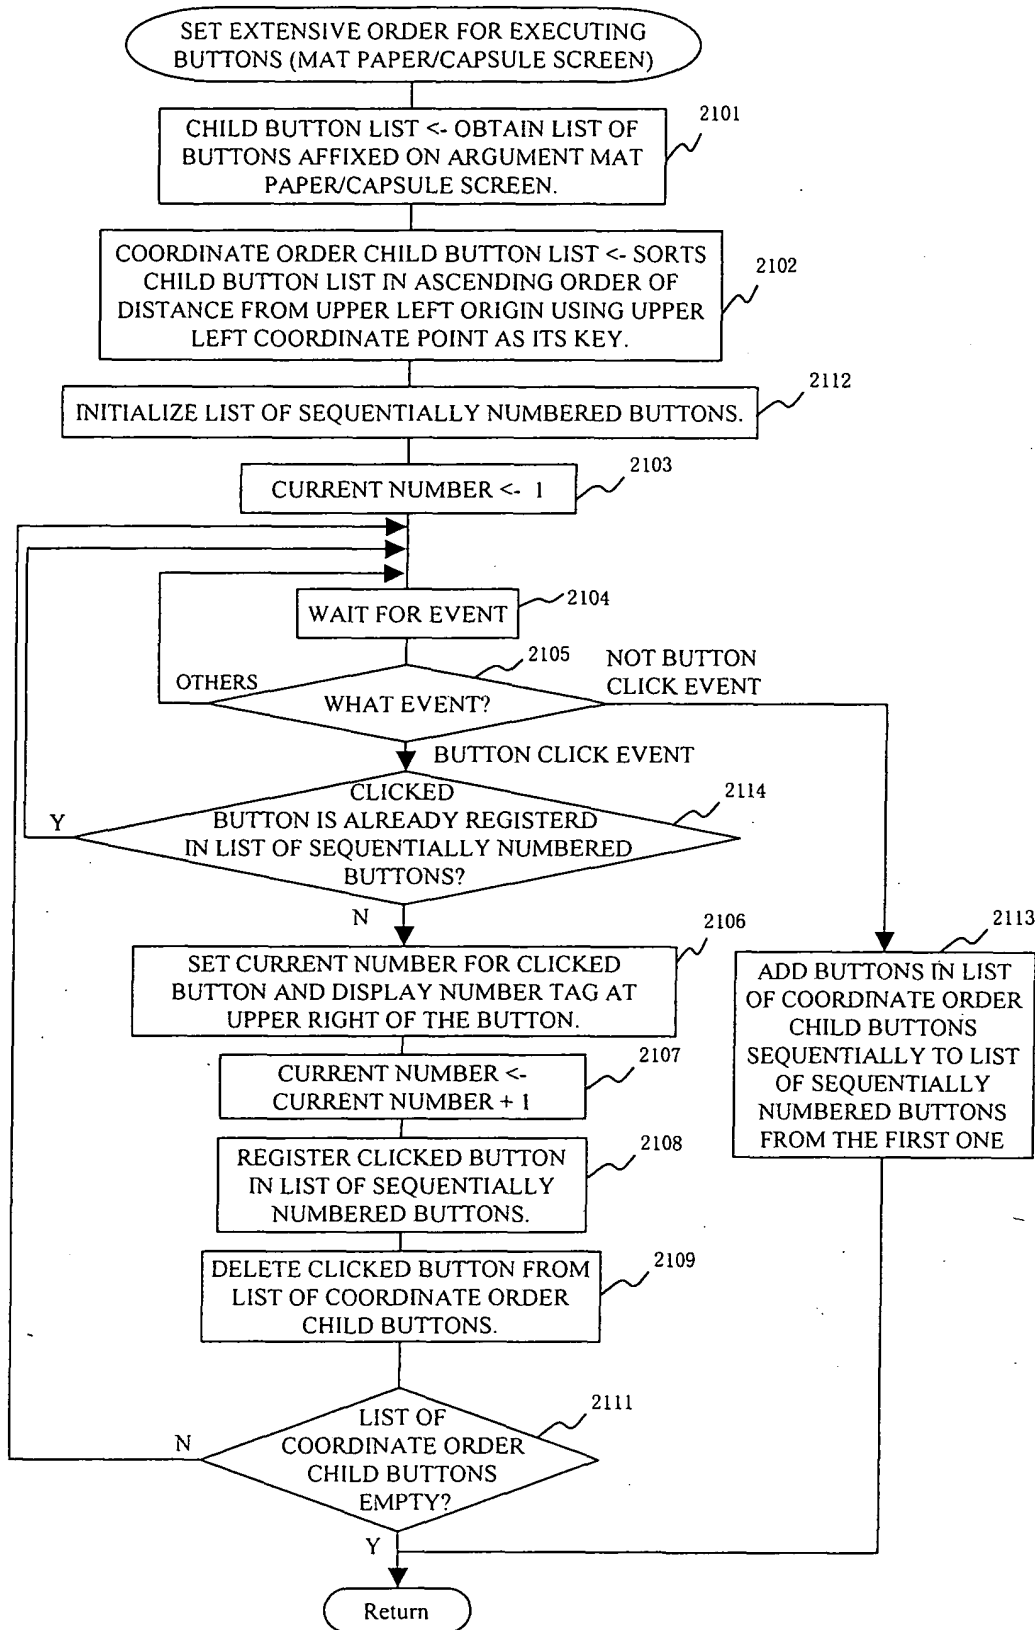 SET EXTENSIVE ORDER FOR EXECUTING
BUTTONS (MAT PAPER/CAPSULE SCREEN)
2101
CHILD BUTTON LIST <- OBTAIN LIST OF
BUTTONS AFFIXED ON ARGUMENT MAT
PAPER/CAPSULE SCREEN.
COORDINATE ORDER CHILD BUTTON LIST <- SORTS
CHILD BUTTON LIST IN ASCENDING ORDER OF
DISTANCE FROM UPPER LEFT ORIGIN USING UPPER
LEFT COORDINATE POINT AS ITS KEY.
2102
2112
INITIALIZE LIST OF SEQUENTIALLY NUMBERED BUTTONS.
2103
CURRENT NUMBER <- 1
2104
WAIT FOR EVENT
2105
OTHERS
WHAT EVENT?
NOT BUTTON
CLICK EVENT
BUTTON CLICK EVENT
2114
CLICKED
BUTTON IS ALREADY REGISTERD
IN LIST OF SEQUENTIALLY NUMBERED
BUTTONS?
Y
N
2106
SET CURRENT NUMBER FOR CLICKED
BUTTON AND DISPLAY NUMBER TAG AT
UPPER RIGHT OF THE BUTTON.
2113
ADD BUTTONS IN LIST
OF COORDINATE ORDER
CHILD BUTTONS
SEQUENTIALLY TO LIST
OF SEQUENTIALLY
NUMBERED BUTTONS
FROM THE FIRST ONE
2107
CURRENT NUMBER <-
CURRENT NUMBER + 1
2108
REGISTER CLICKED BUTTON
IN LIST OF SEQUENTIALLY
NUMBERED BUTTONS.
2109
DELETE CLICKED BUTTON FROM
LIST OF COORDINATE ORDER
CHILD BUTTONS.
2111
LIST OF
COORDINATE ORDER
CHILD BUTTONS
EMPTY?
N
Y
Return